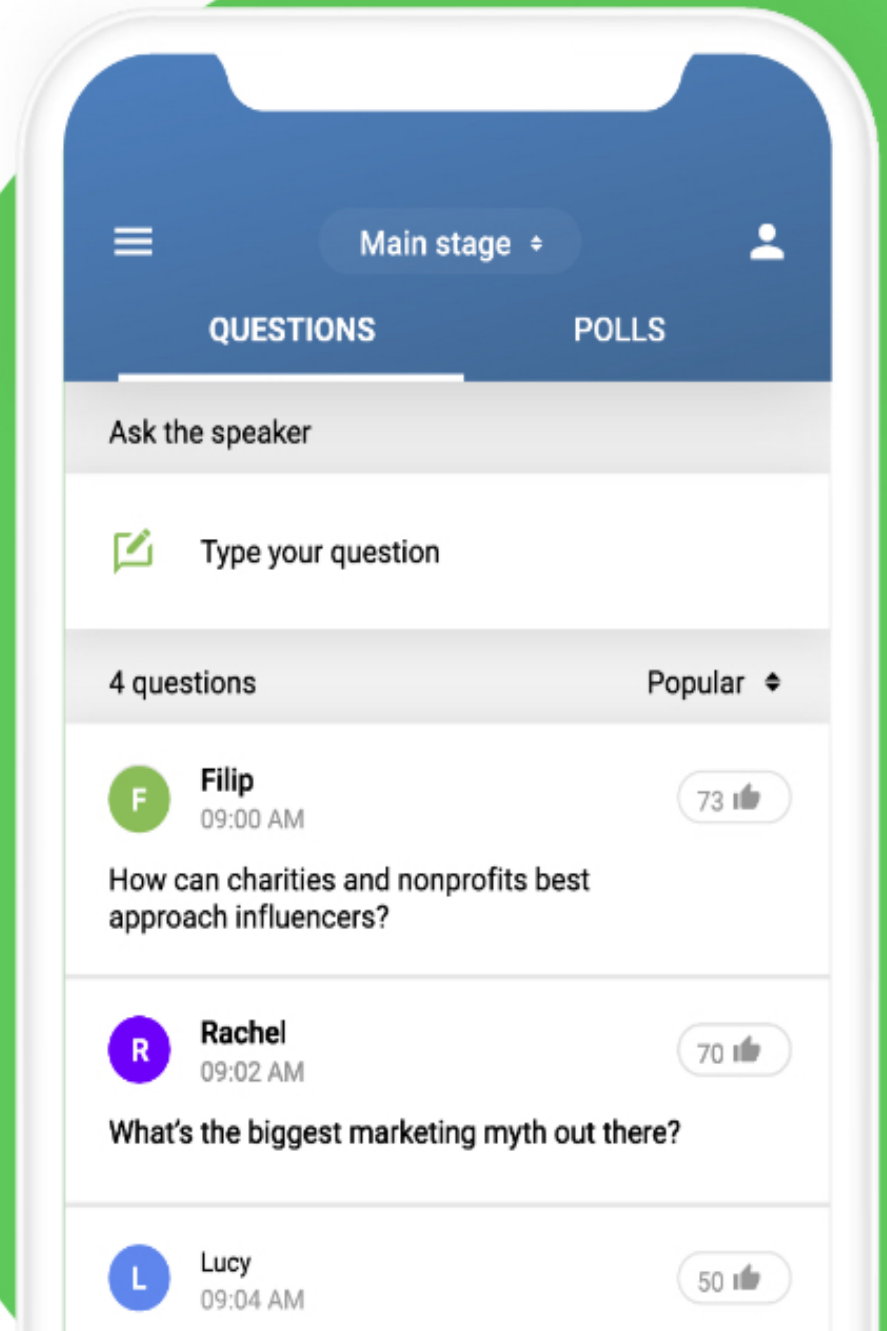 Main stage
QUESTIONS POLLS
Ask the speaker
Type your question
4 questions Popular
F Filip 73
09:00 AM
How can charities and nonprofits best
approach influencers?
R Rachel 70
09:02 AM
What's the biggest marketing myth out there?
L Lucy 50
09:04 AM